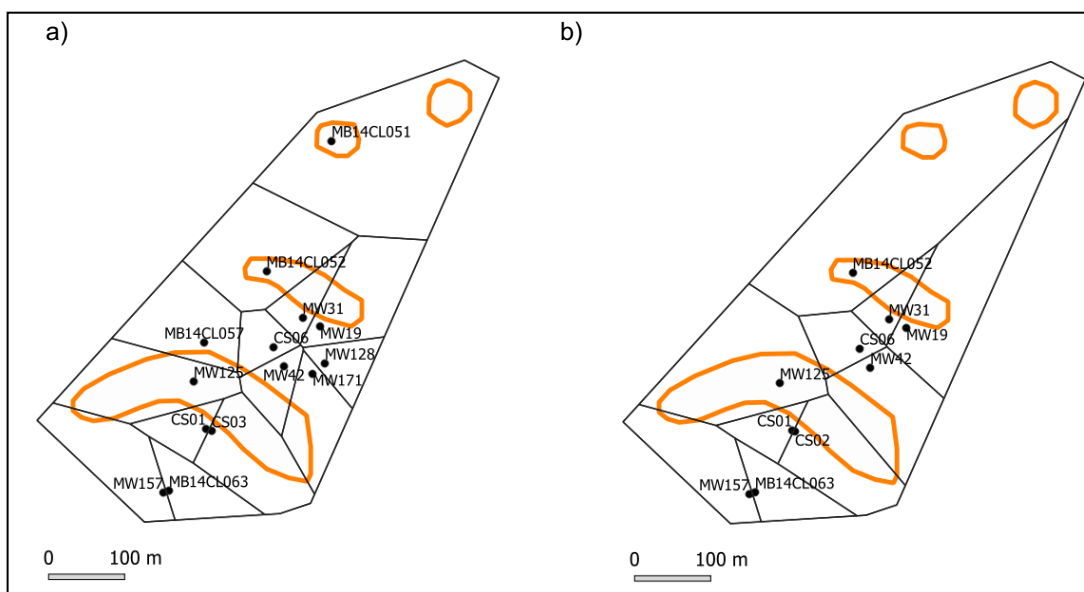 a)
MB14CL051
MB14CL052
MW31
MW19
MB14CL057
CS06
MW128
MW125
MW42
MW171
CS01
CS03
MW157
MB14CL063
0 100 m
b)
MB14CL052
MW31
MW19
CS06
MW42
MW125
CS01
CS02
MW157
MB14CL063
0 100 m